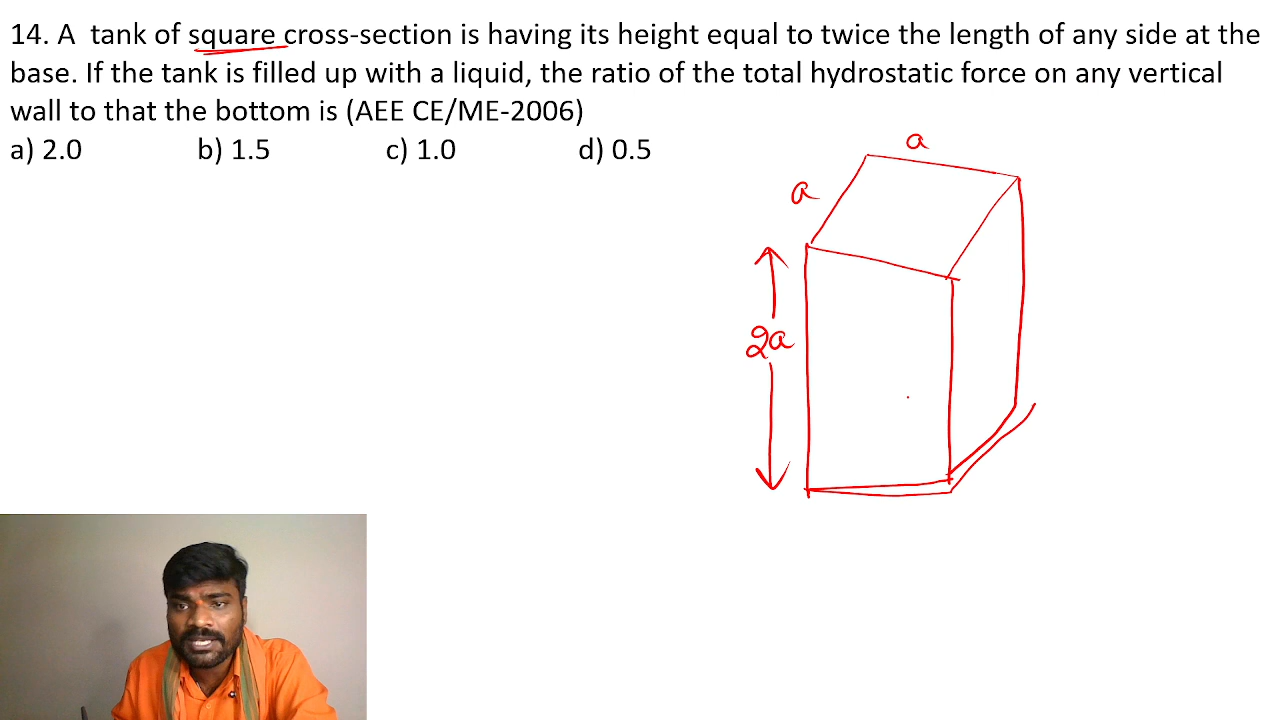 14. A tank of square cross-section is having its height equal to twice the length of any side at the
base. If the tank is filled up with a liquid, the ratio of the total hydrostatic force on any vertical
wall to that the bottom is (AEE CE/ME-2006)
a) 2.0 b) 1.5 c) 1.0 d) 0.5
a
a
2a